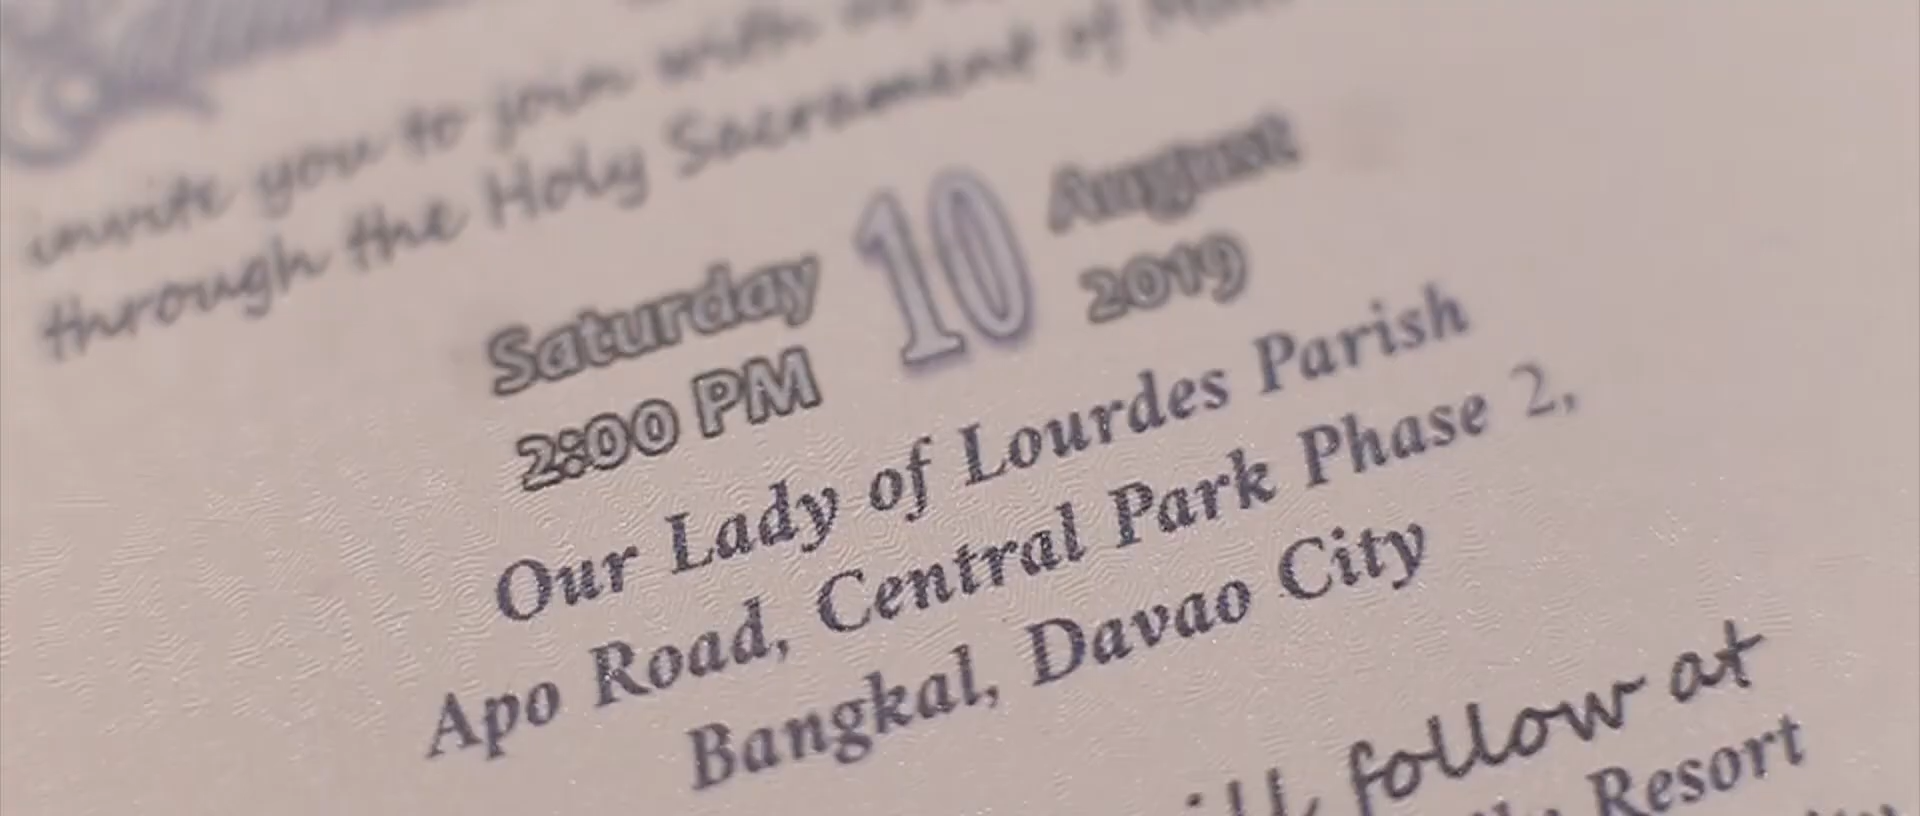 invite you to join with
through the Holy Sacrament of
Saturday 10 August
2:00 PM 2019
Our Lady of Lourdes Parish
Apo Road, Central Park Phase 2,
Bangkal, Davao City
follow at
Resort